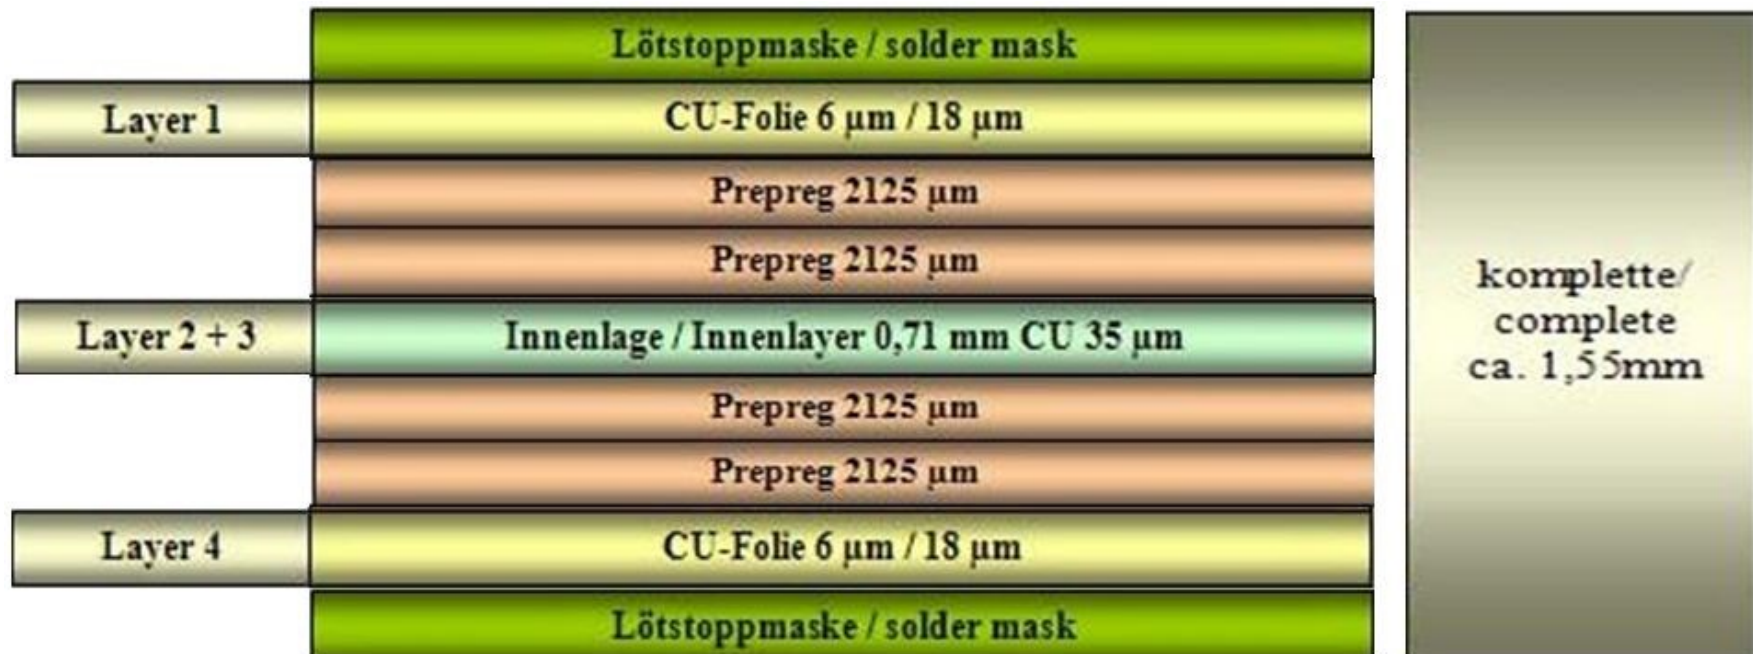 Lötstoppmaske / solder mask
Layer 1
CU-Folie 6 µm / 18 µm
Prepreg 2125 µm
Prepreg 2125 µm
Layer 2 + 3
Innenlage / Innenlayer 0,71 mm CU 35 µm
Prepreg 2125 µm
Prepreg 2125 µm
Layer 4
CU-Folie 6 µm / 18 µm
Lötstoppmaske / solder mask
komplette/
complete
ca. 1,55mm